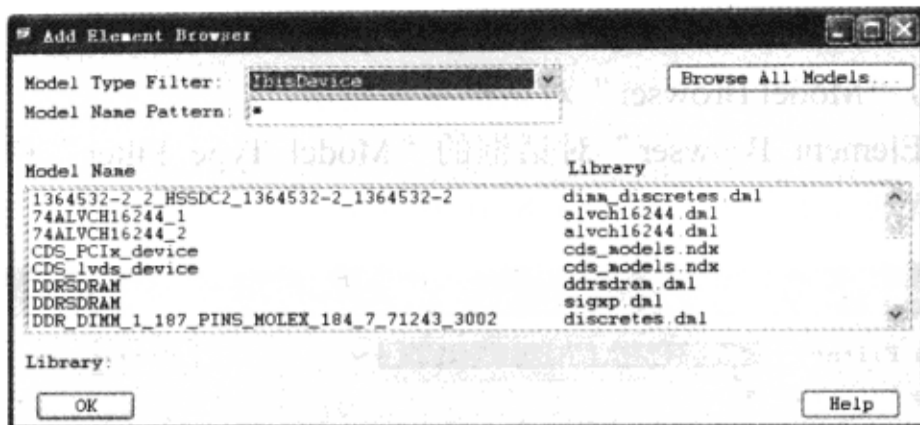 Add Element Browser
Model Type Filter: IbisDevice Browse All Models...
Model Name Pattern: *
Model Name Library
1364532-2_2_HSSDC2_1364532-2_1364532-2 dimm_discretes.dml
74ALVCH16244_1 alvch16244.dml
74ALVCH16244_2 alvch16244.dml
CDS_PCIx_device cds_models.ndx
CDS_lvds_device cds_models.ndx
DDRSDRAM ddrsdram.dml
DDRSDRAM sigxp.dml
DDR_DIMM_1_187_PINS_MOLEX_184_7_71243_3002 discretes.dml
Library:
OK Help